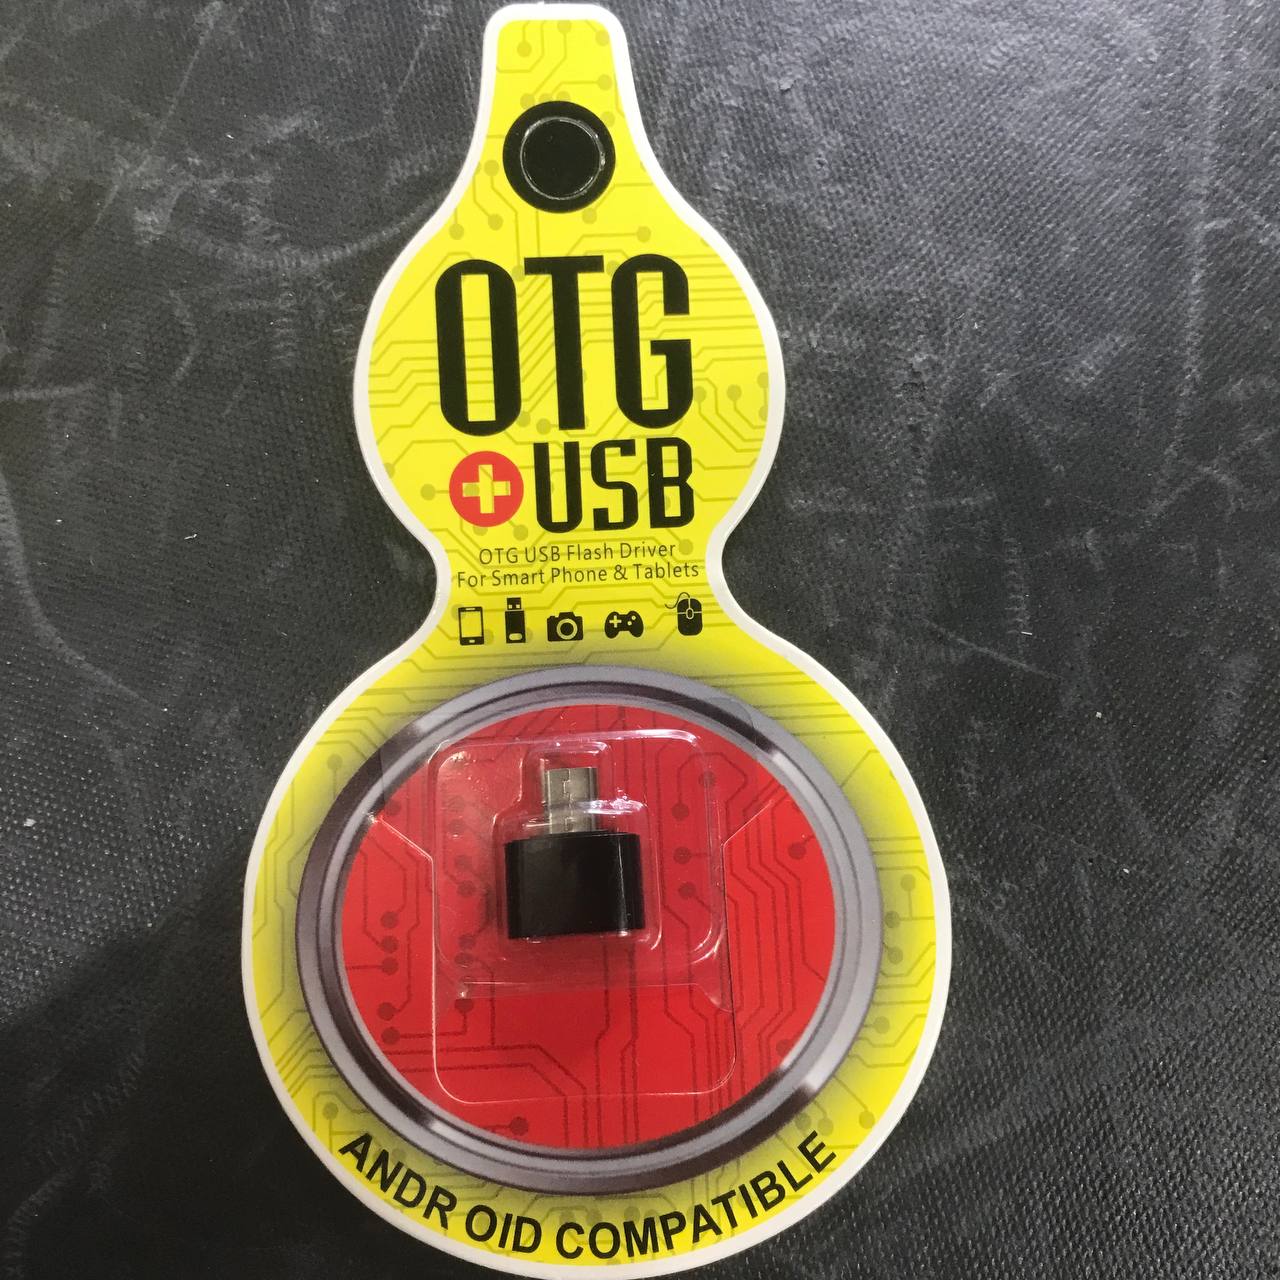 OTG
USB
OTG USB Flash Driver
For Smart Phone & Tablets
ANDR OID COMPATIBLE